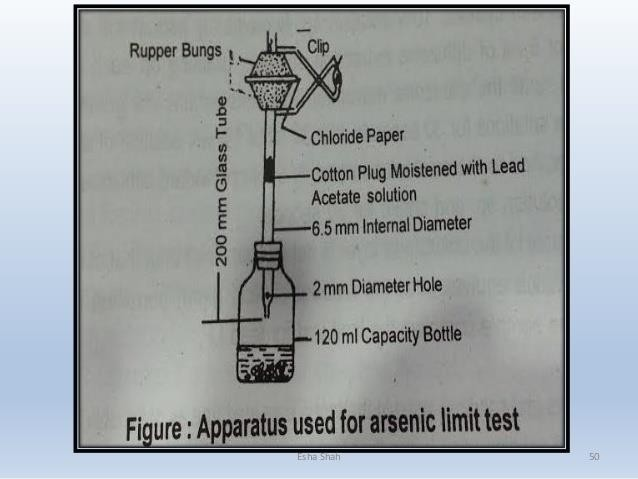 Rupper Bungs
Clip
200 mm Glass Tube
Chloride Paper
Cotton Plug Moistened with Lead
Acetate solution
6.5 mm Internal Diameter
2 mm Diameter Hole
120 ml Capacity Bottle
Figure : Apparatus used for arsenic limit test
Esha Shah
50